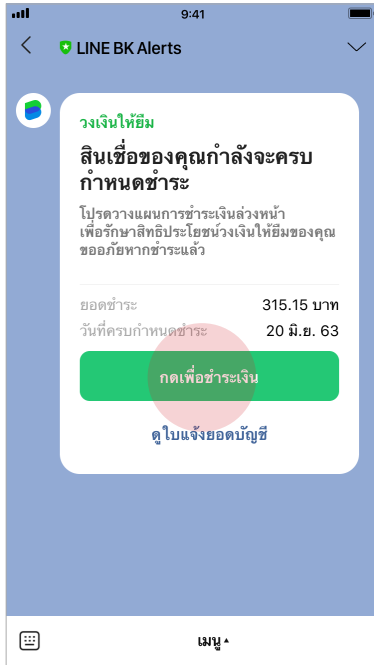 9:41
LINE BK Alerts
วงเงินให้ยืม
สินเชื่อของคุณกำลังจะครบ
กำหนดชำระ
โปรดวางแผนการชำระเงินล่วงหน้า
เพื่อรักษาสิทธิประโยชน์วงเงินให้ยืมของคุณ
ขออภัยหากชำระแล้ว
ยอดชำระ 315.15 บาท
วันที่ครบกำหนดชำระ 20 มิ.ย. 63
กดเพื่อชำระเงิน
ดูใบแจ้งยอดบัญชี
เมนู